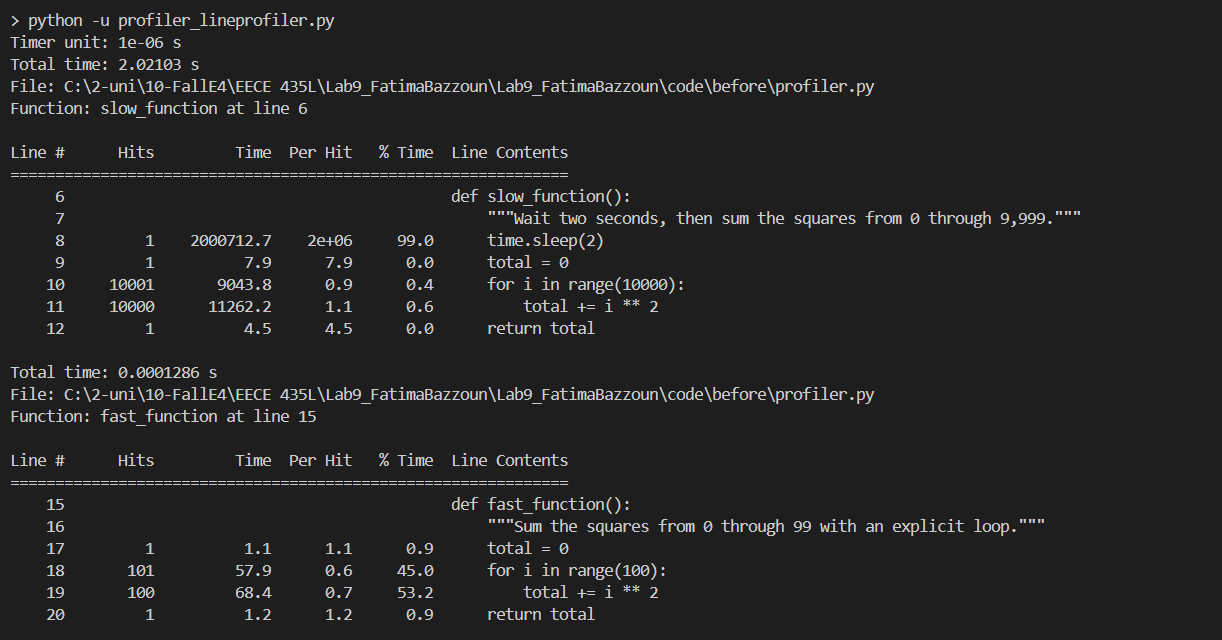 > python -u profiler_lineprofiler.py
Timer unit: 1e-06 s
Total time: 2.02103 s
File: C:\2-uni\10-FallE4\EECE 435L\Lab9_FatimaBazzoun\Lab9_FatimaBazzoun\code\before\profiler.py
Function: slow_function at line 6

Line #      Hits         Time  Per Hit   % Time  Line Contents
==============================================================
     6                                           def slow_function():
     7                                               """Wait two seconds, then sum the squares from 0 through 9,999."""
     8         1    2000712.7    2e+06     99.0      time.sleep(2)
     9         1          7.9      7.9      0.0      total = 0
    10     10001       9043.8      0.9      0.4      for i in range(10000):
    11     10000      11262.2      1.1      0.6          total += i ** 2
    12         1          4.5      4.5      0.0      return total

Total time: 0.0001286 s
File: C:\2-uni\10-FallE4\EECE 435L\Lab9_FatimaBazzoun\Lab9_FatimaBazzoun\code\before\profiler.py
Function: fast_function at line 15

Line #      Hits         Time  Per Hit   % Time  Line Contents
==============================================================
    15                                           def fast_function():
    16                                               """Sum the squares from 0 through 99 with an explicit loop."""
    17         1          1.1      1.1      0.9      total = 0
    18       101         57.9      0.6     45.0      for i in range(100):
    19       100         68.4      0.7     53.2          total += i ** 2
    20         1          1.2      1.2      0.9      return total